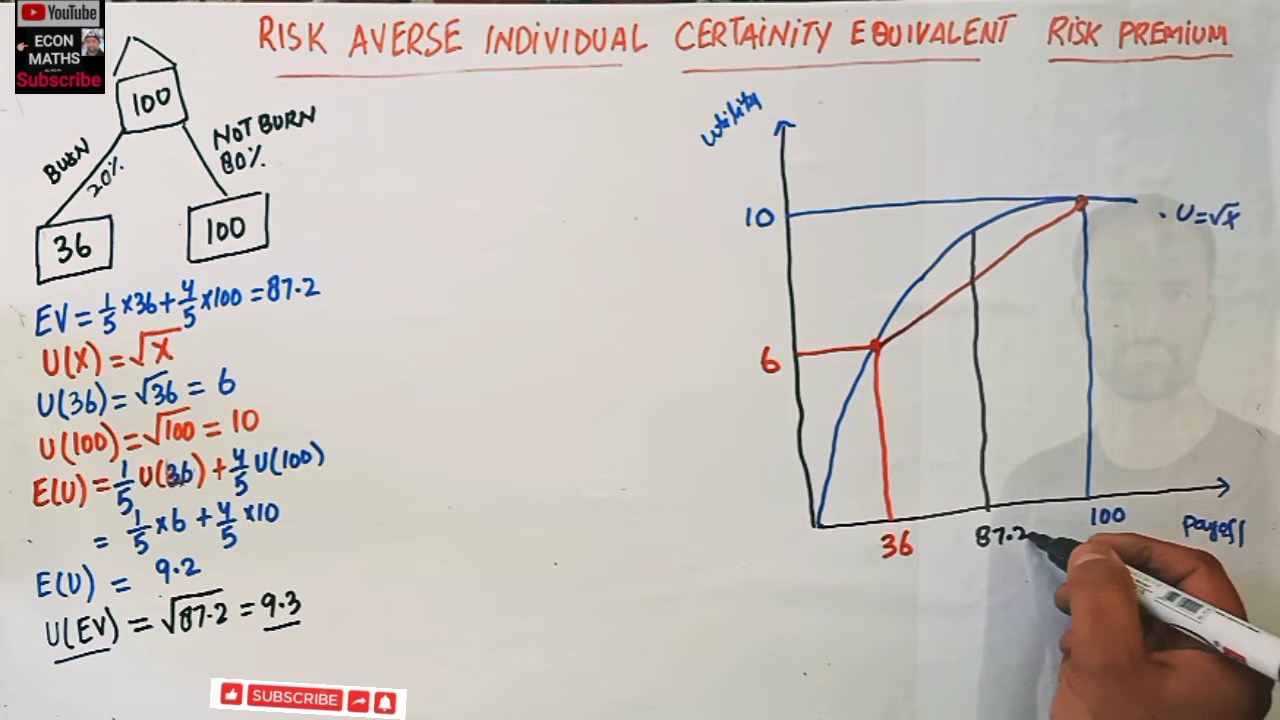 YouTube
ECON
MATHS
Subscribe
RISK AVERSE INDIVIDUAL CERTAINITY EQUIVALENT RISK PREMIUM
100
BURN
20%
NOT BURN
80%
36
100
EV = 1/5 × 36 + 4/5 × 100 = 87.2
U(X) = √X
U(36) = √36 = 6
U(100) = √100 = 10
E(U) = 1/5 U(36) + 4/5 U(100)
= 1/5 × 6 + 4/5 × 10
E(U) = 9.2
U(EV) = √87.2 = 9.3
utility
10
U=√X
6
36
87.2
100
Payoff
SUBSCRIBE